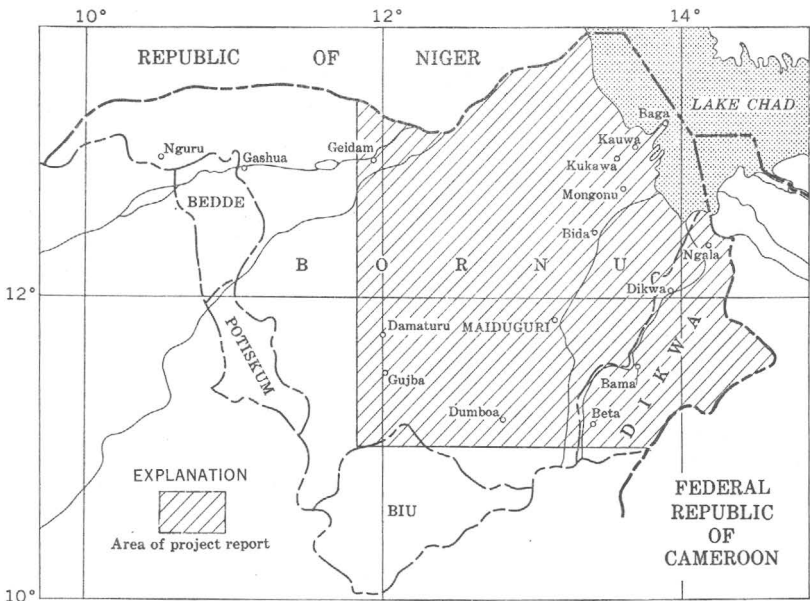 10°
12°
14°
REPUBLIC OF NIGER
LAKE CHAD
Baga
Kauwa
Nguru
Geidam
Gashua
Kukawa
BEDDE
Mongonu
Bida
Ngala
BORNU
12°
Dikwa
Damaturu
MAIDUGURI
POTISKUM
DIKWA
Gujba
Bama
Dumboa
Beta
EXPLANATION
Area of project report
BIU
FEDERAL
REPUBLIC
OF
CAMEROON
10°